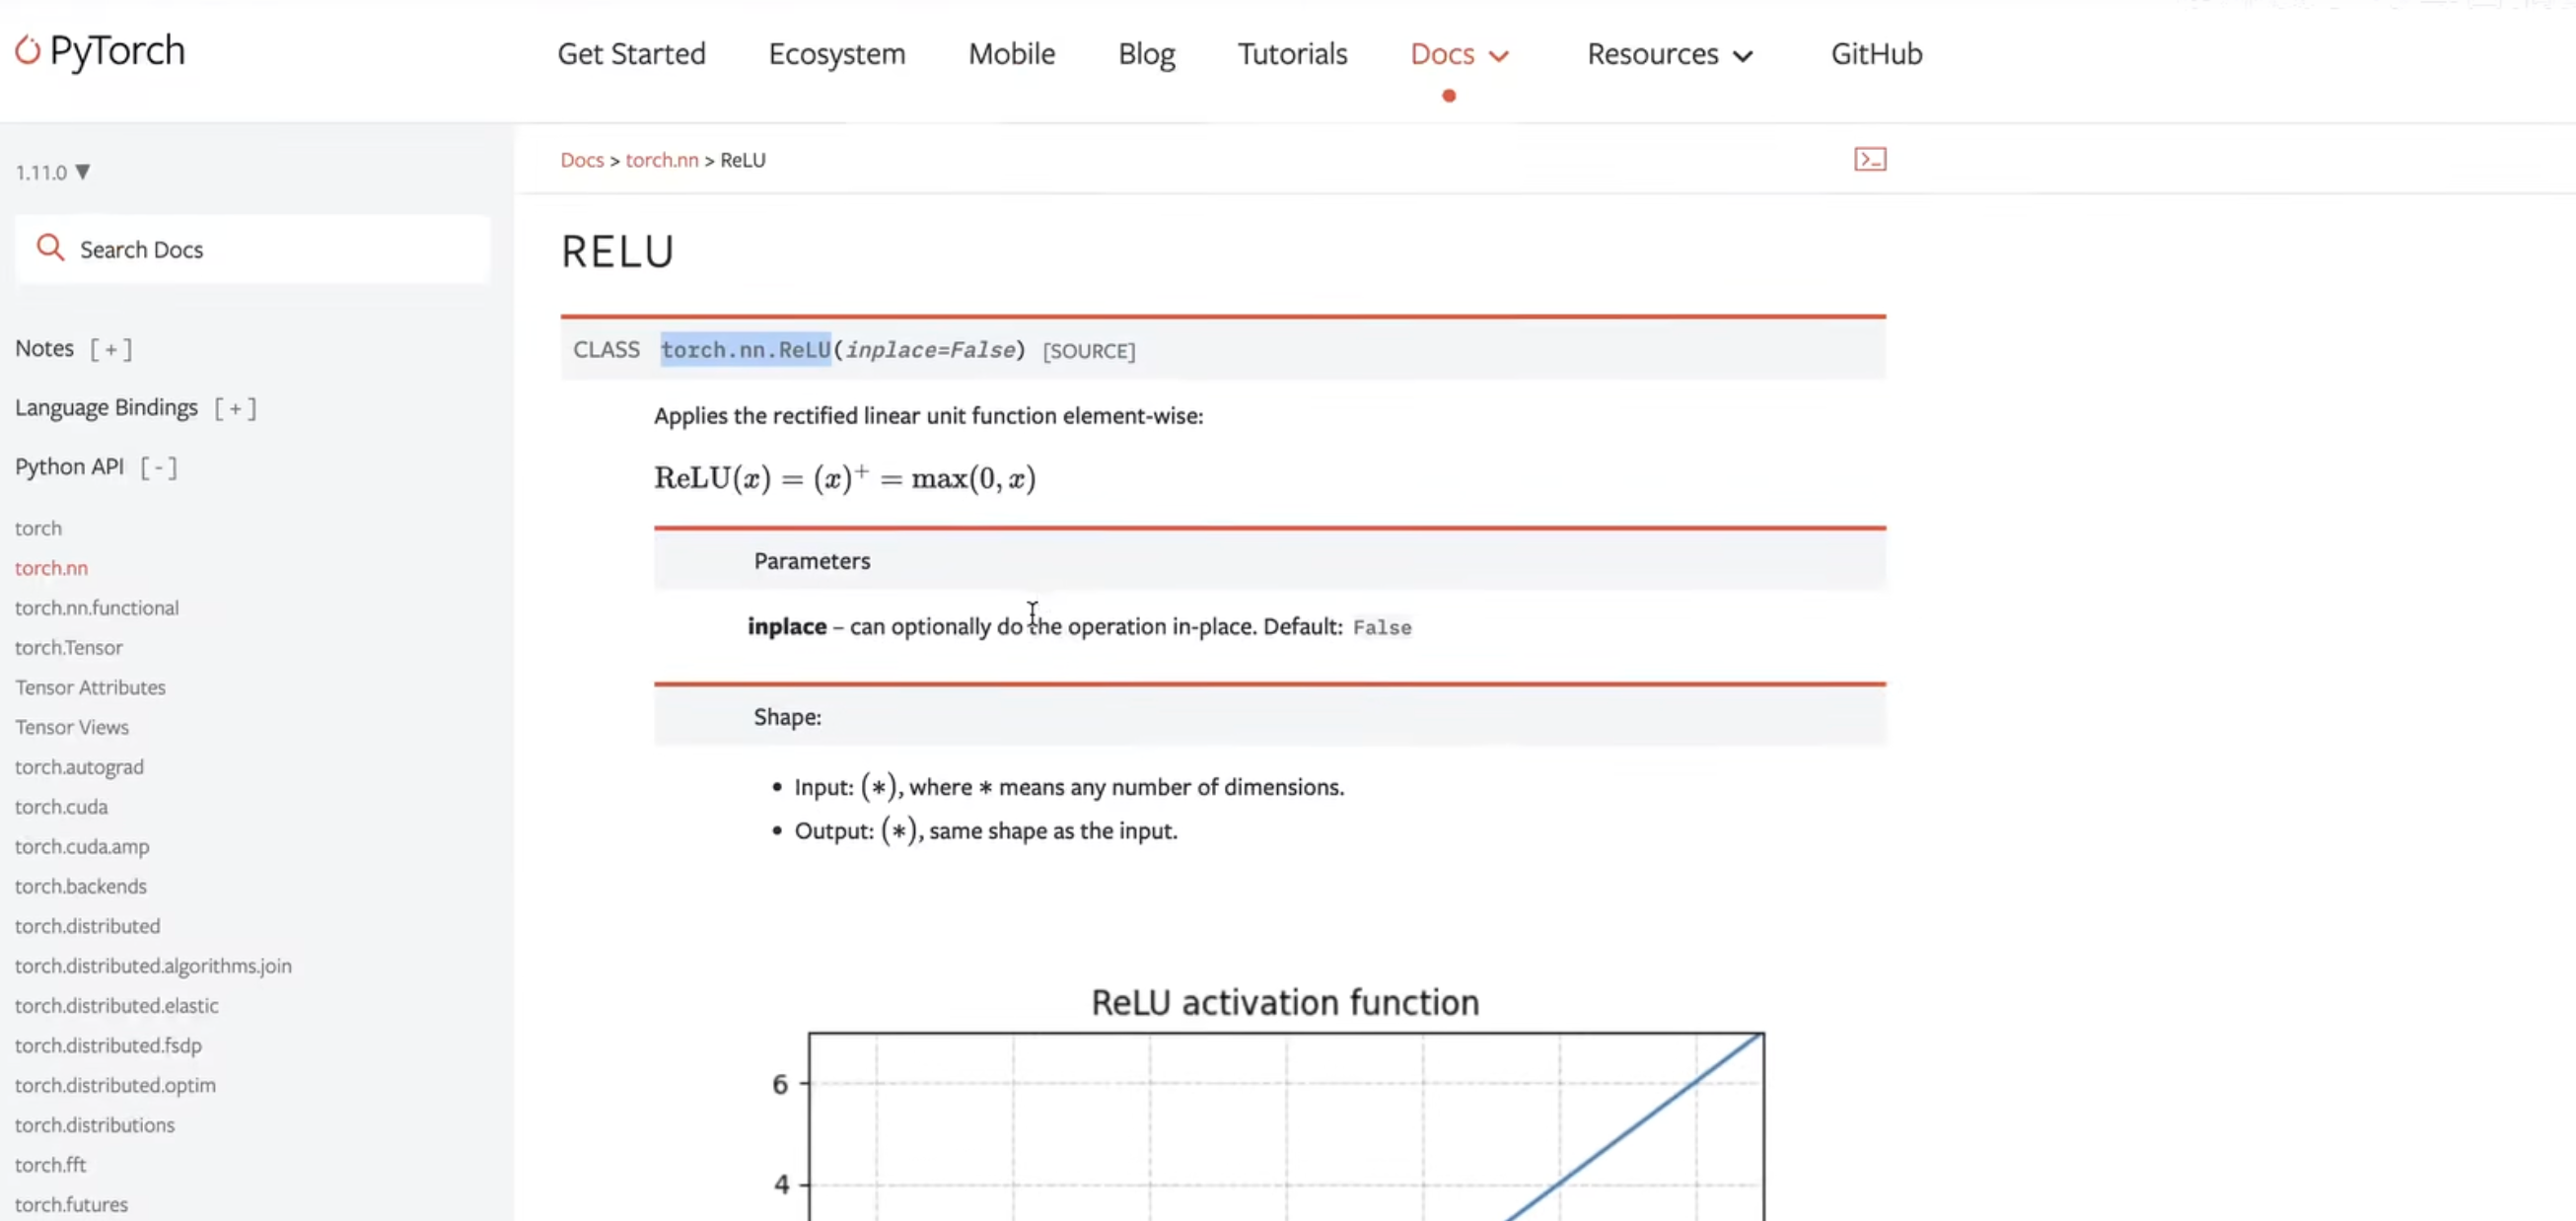 PyTorch
Get Started Ecosystem Mobile Blog Tutorials Docs Resources GitHub
1.11.0 ▼
Search Docs
Notes [ + ]
Language Bindings [ + ]
Python API [ - ]
torch
torch.nn
torch.nn.functional
torch.Tensor
Tensor Attributes
Tensor Views
torch.autograd
torch.cuda
torch.cuda.amp
torch.backends
torch.distributed
torch.distributed.algorithms.join
torch.distributed.elastic
torch.distributed.fsdp
torch.distributed.optim
torch.distributions
torch.fft
torch.futures
Docs > torch.nn > ReLU
RELU
CLASS torch.nn.ReLU(inplace=False) [SOURCE]
Applies the rectified linear unit function element-wise:
ReLU(x) = (x)⁺ = max(0, x)
Parameters
inplace – can optionally do the operation in-place. Default: False
Shape:
• Input: (∗), where ∗ means any number of dimensions.
• Output: (∗), same shape as the input.
ReLU activation function
6
4